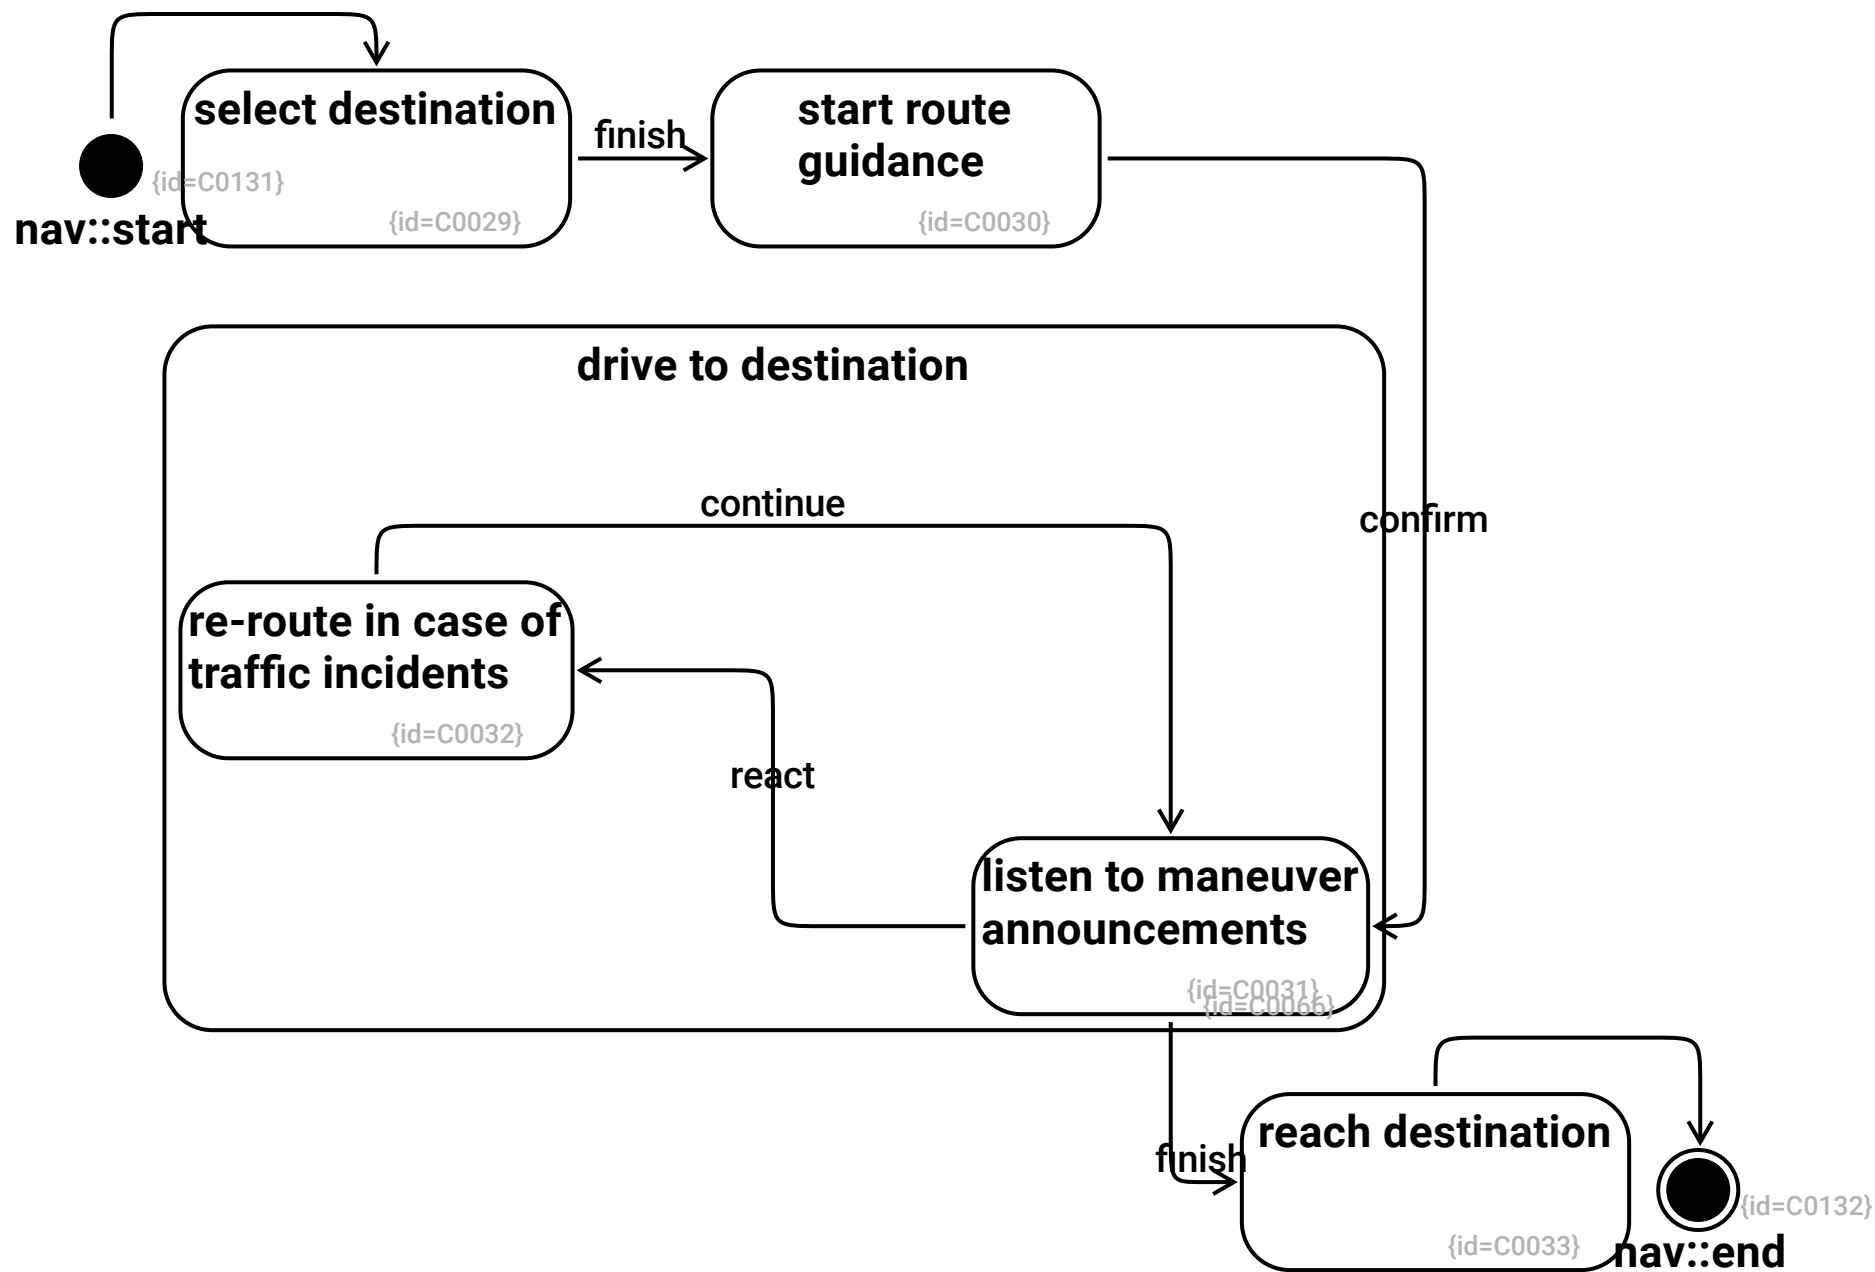 select destination
{id=C0131}
nav::start
{id=C0029}
finish
start route
guidance
{id=C0030}
drive to destination
continue
confirm
re-route in case of
traffic incidents
{id=C0032}
react
listen to maneuver
announcements
{id=C0031}
{id=C0066}
finish
reach destination
{id=C0033}
{id=C0132}
nav::end